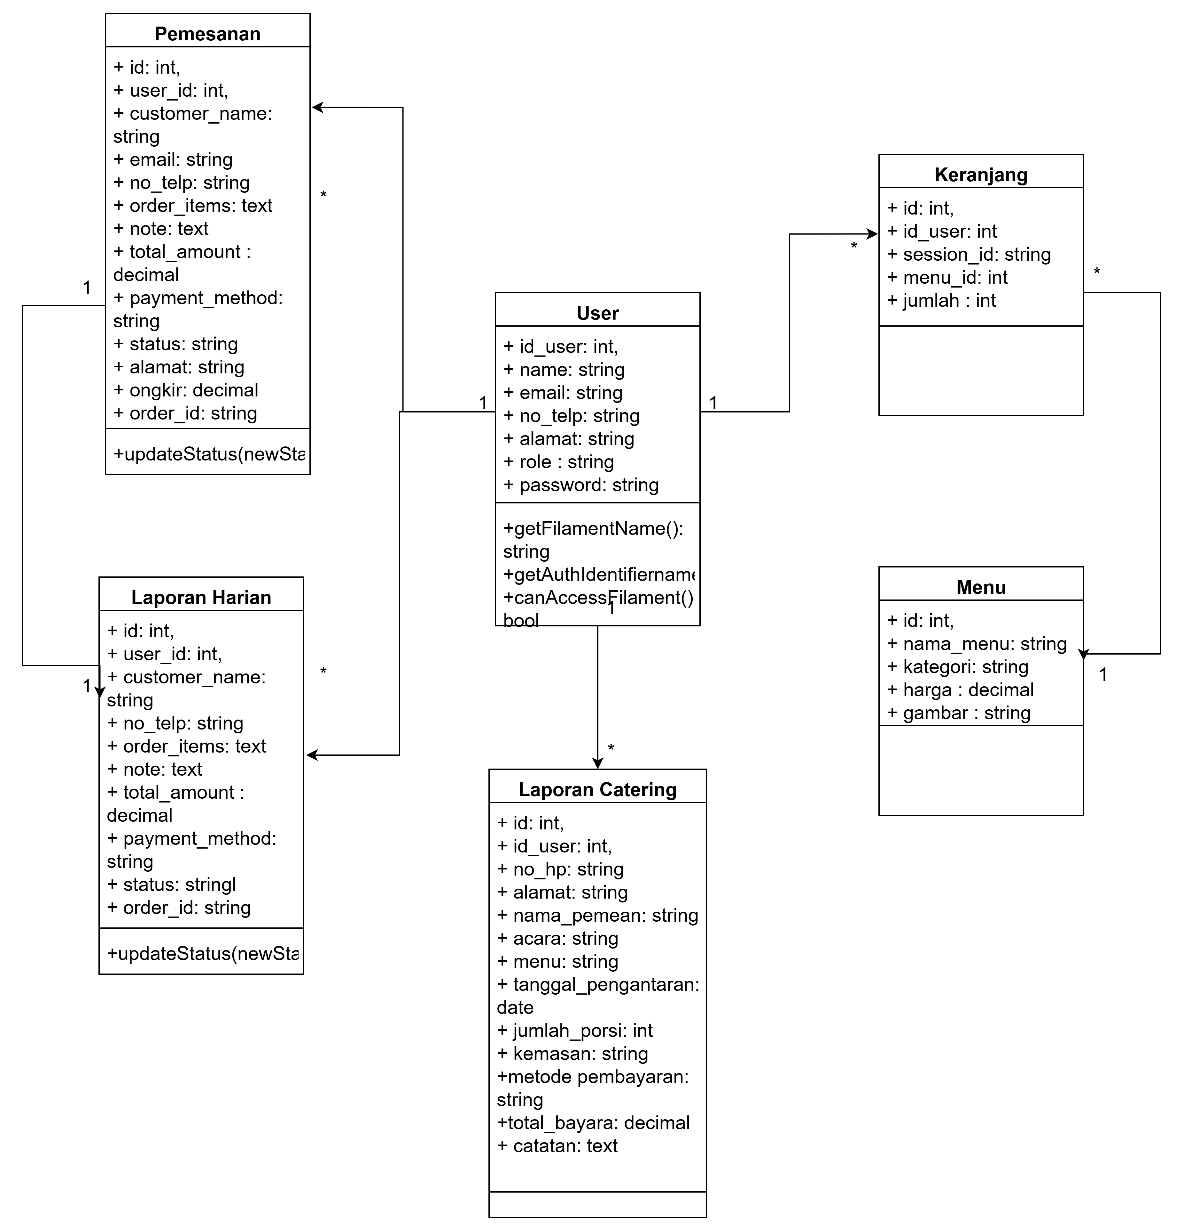 Pemesanan
+ id: int,
+ user_id: int,
+ customer_name:
string
+ email: string
+ no_telp: string
+ order_items: text
+ note: text
+ total_amount :
decimal
+ payment_method:
string
+ status: string
+ alamat: string
+ ongkir: decimal
+ order_id: string
+updateStatus(newSta
*
1
Keranjang
+ id: int,
+ id_user: int
+ session_id: string
+ menu_id: int
+ jumlah : int
*
*
User
+ id_user: int,
+ name: string
+ email: string
+ no_telp: string
+ alamat: string
+ role : string
+ password: string
+getFilamentName():
string
+getAuthIdentifiername
+canAccessFilament()
bool
1
1
1
Laporan Harian
+ id: int,
+ user_id: int,
+ customer_name:
string
+ no_telp: string
+ order_items: text
+ note: text
+ total_amount :
decimal
+ payment_method:
string
+ status: stringl
+ order_id: string
+updateStatus(newSta
1
*
Menu
+ id: int,
+ nama_menu: string
+ kategori: string
+ harga : decimal
+ gambar : string
1
*
Laporan Catering
+ id: int,
+ id_user: int,
+ no_hp: string
+ alamat: string
+ nama_pemean: string
+ acara: string
+ menu: string
+ tanggal_pengantaran:
date
+ jumlah_porsi: int
+ kemasan: string
+metode pembayaran:
string
+total_bayara: decimal
+ catatan: text